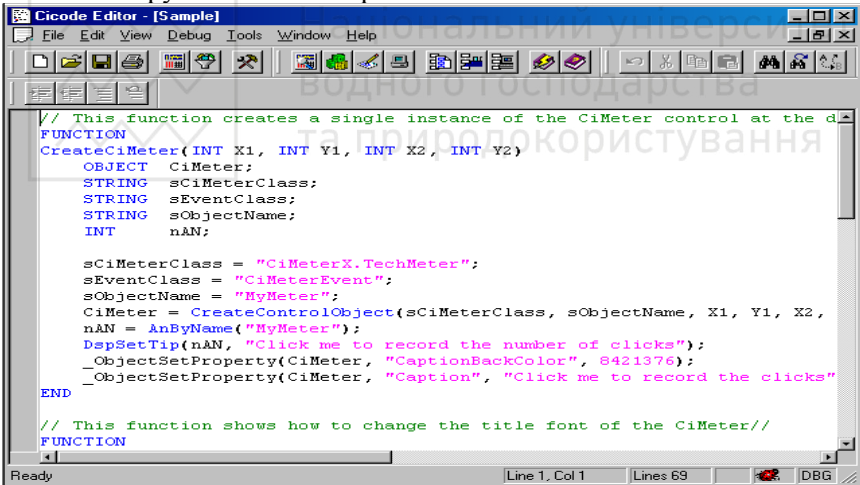 Cicode Editor - [Sample]
File Edit View Debug Tools Window Help
// This function creates a single instance of the CiMeter control at the d
FUNCTION
CreateCiMeter(INT X1, INT Y1, INT X2, INT Y2)
OBJECT CiMeter;
STRING sCiMeterClass;
STRING sEventClass;
STRING sObjectName;
INT nAN;
sCiMeterClass = "CiMeterX.TechMeter";
sEventClass = "CiMeterEvent";
sObjectName = "MyMeter";
CiMeter = CreateControlObject(sCiMeterClass, sObjectName, X1, Y1, X2,
nAN = AnByName("MyMeter");
DspSetTip(nAN, "Click me to record the number of clicks");
_ObjectSetProperty(CiMeter, "CaptionBackColor", 8421376);
_ObjectSetProperty(CiMeter, "Caption", "Click me to record the clicks"
END
// This function shows how to change the title font of the CiMeter//
FUNCTION
Ready Line 1, Col 1 Lines 69 DBG
водного господарства
та природокористування